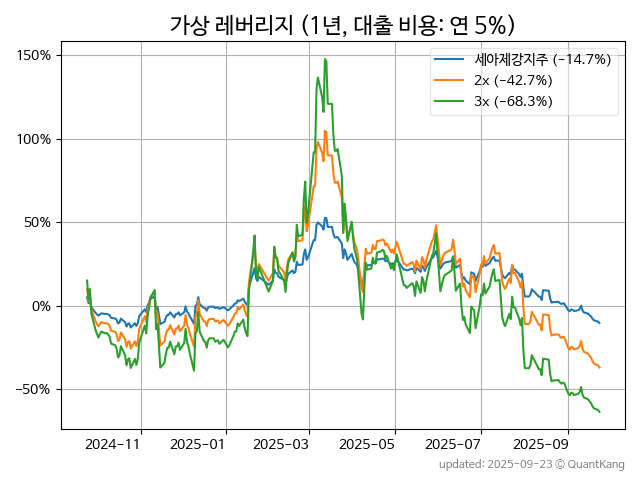 가상 레버리지 (1년, 대출 비용: 연 5%)
세아제강지주 (−14.7%)
2x (−42.7%)
3x (−68.3%)
150%
100%
50%
0%
−50%
2024-11
2025-01
2025-03
2025-05
2025-07
2025-09
updated: 2025-09-23 ⓒ QuantKang